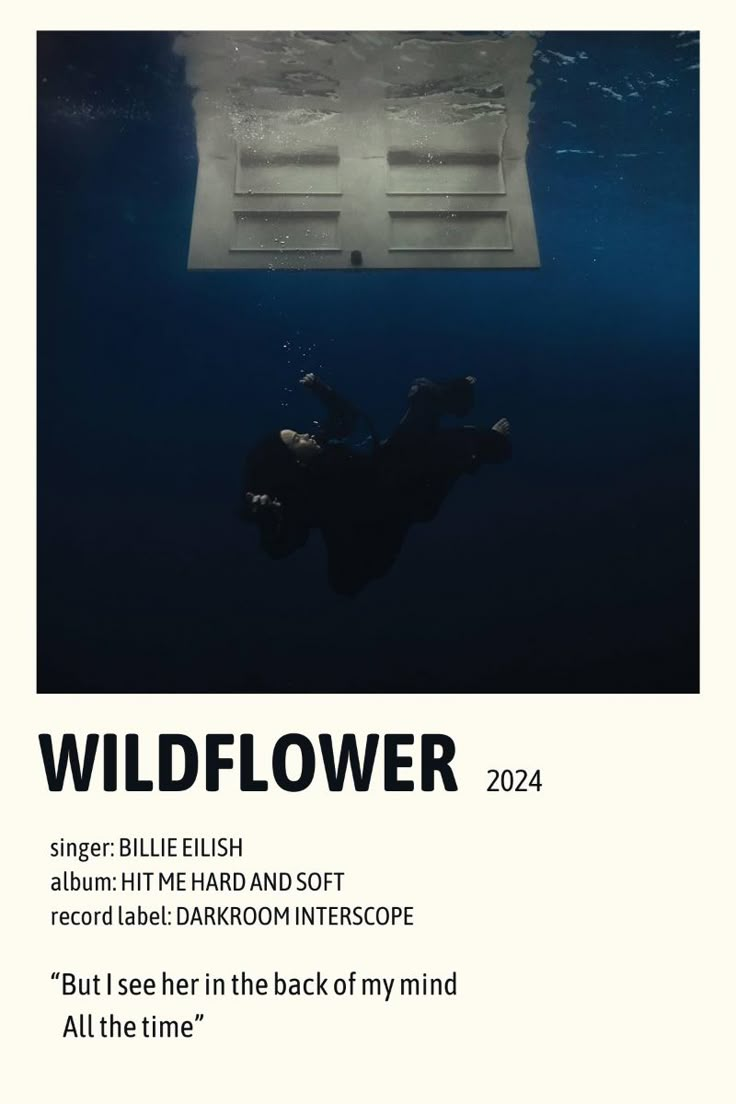 WILDFLOWER 2024
singer: BILLIE EILISH
album: HIT ME HARD AND SOFT
record label: DARKROOM INTERSCOPE
“But I see her in the back of my mind
All the time”